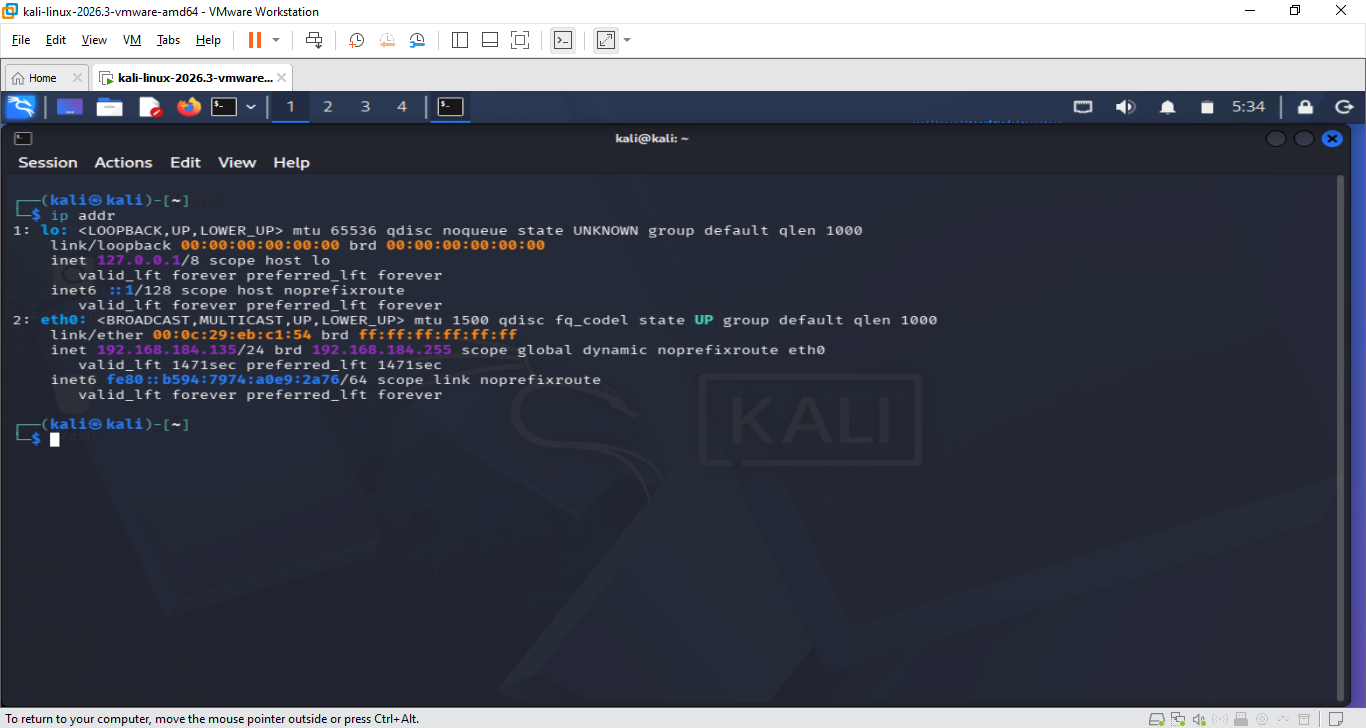 kali-linux-2026.3-vmware-amd64 - VMware Workstation
File Edit View VM Tabs Help
Home kali-linux-2026.3-vmware...
1 2 3 4 5:34
kali@kali: ~
Session Actions Edit View Help
┌──(kali㉿kali)-[~]
└─$ ip addr
1: lo: <LOOPBACK,UP,LOWER_UP> mtu 65536 qdisc noqueue state UNKNOWN group default qlen 1000
link/loopback 00:00:00:00:00:00 brd 00:00:00:00:00:00
inet 127.0.0.1/8 scope host lo
valid_lft forever preferred_lft forever
inet6 ::1/128 scope host noprefixroute
valid_lft forever preferred_lft forever
2: eth0: <BROADCAST,MULTICAST,UP,LOWER_UP> mtu 1500 qdisc fq_codel state UP group default qlen 1000
link/ether 00:0c:29:eb:c1:54 brd ff:ff:ff:ff:ff:ff
inet 192.168.184.135/24 brd 192.168.184.255 scope global dynamic noprefixroute eth0
valid_lft 1471sec preferred_lft 1471sec
inet6 fe80::b594:7974:a0e9:2a76/64 scope link noprefixroute
valid_lft forever preferred_lft forever
┌──(kali㉿kali)-[~]
└─$
KALI
To return to your computer, move the mouse pointer outside or press Ctrl+Alt.